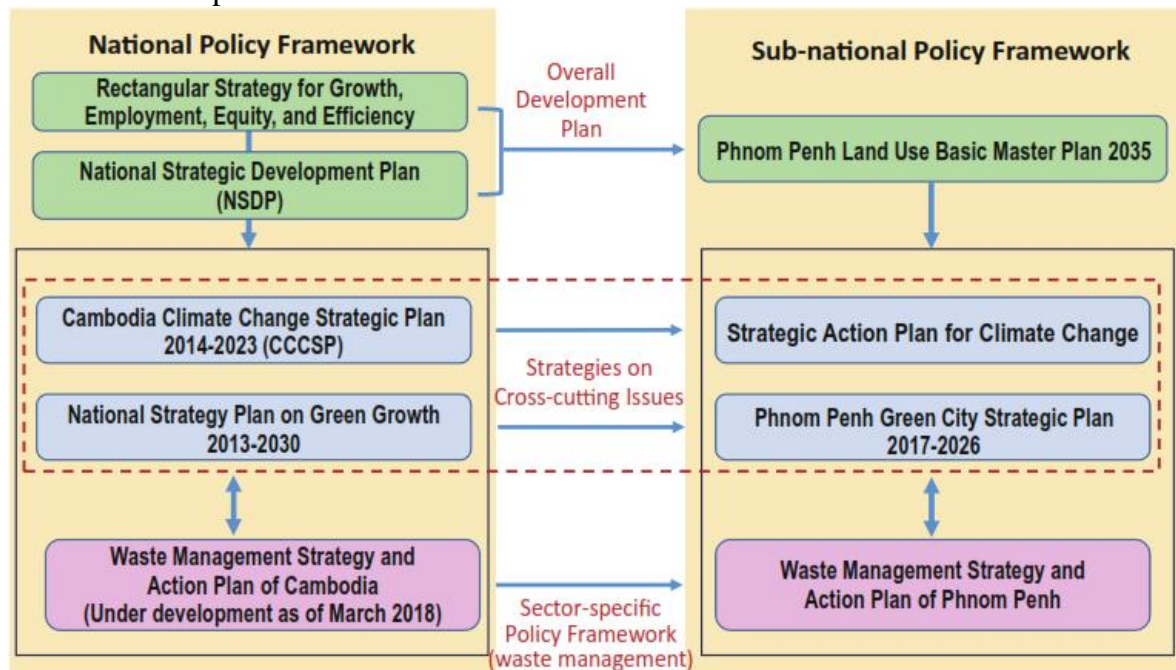 National Policy Framework
Rectangular Strategy for Growth,
Employment, Equity, and Efficiency
National Strategic Development Plan
(NSDP)
Overall
Development
Plan
Sub-national Policy Framework
Phnom Penh Land Use Basic Master Plan 2035
Cambodia Climate Change Strategic Plan
2014-2023 (CCCSP)
Strategic Action Plan for Climate Change
Strategies on
Cross-cutting Issues
National Strategy Plan on Green Growth
2013-2030
Phnom Penh Green City Strategic Plan
2017-2026
Waste Management Strategy and
Action Plan of Cambodia
(Under development as of March 2018)
Waste Management Strategy and
Action Plan of Phnom Penh
Sector-specific
Policy Framework
(waste management)